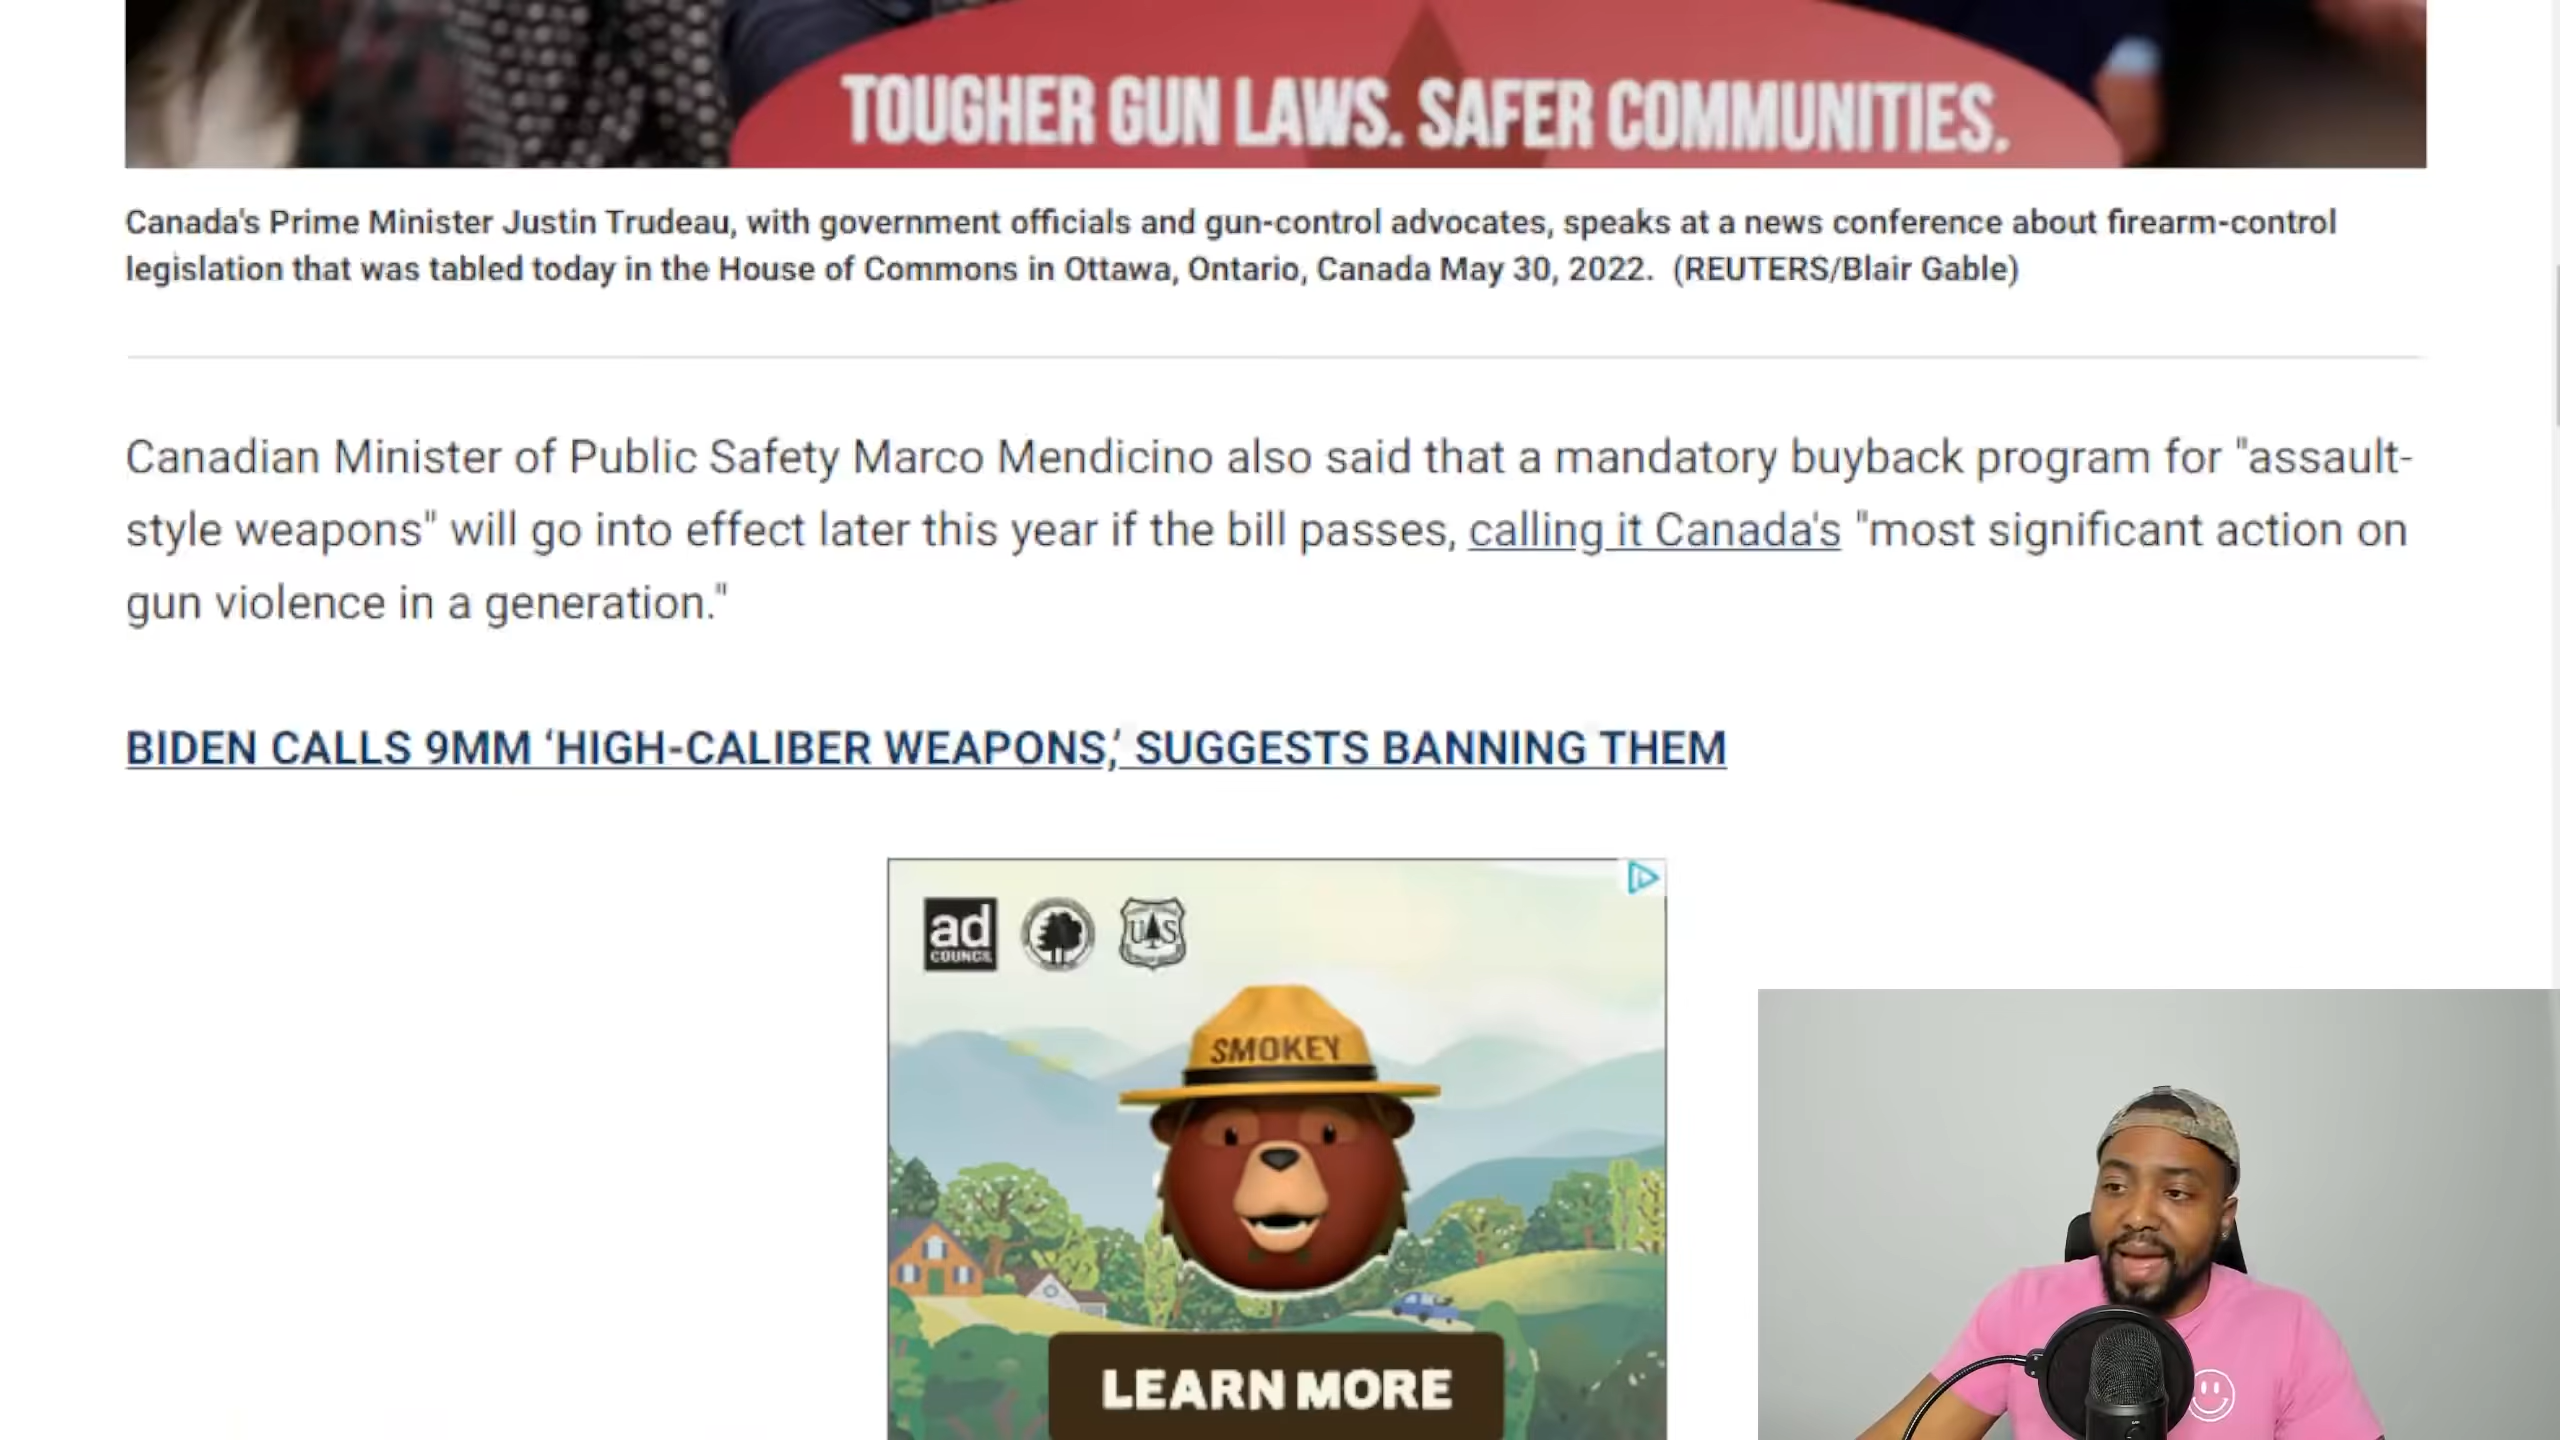 TOUGHER GUN LAWS. SAFER COMMUNITIES.
Canada's Prime Minister Justin Trudeau, with government officials and gun-control advocates, speaks at a news conference about firearm-control
legislation that was tabled today in the House of Commons in Ottawa, Ontario, Canada May 30, 2022. (REUTERS/Blair Gable)
Canadian Minister of Public Safety Marco Mendicino also said that a mandatory buyback program for "assault-
style weapons" will go into effect later this year if the bill passes, calling it Canada's "most significant action on
gun violence in a generation."
BIDEN CALLS 9MM ‘HIGH-CALIBER WEAPONS,’ SUGGESTS BANNING THEM
ad
COUNCIL
U S
SMOKEY
LEARN MORE